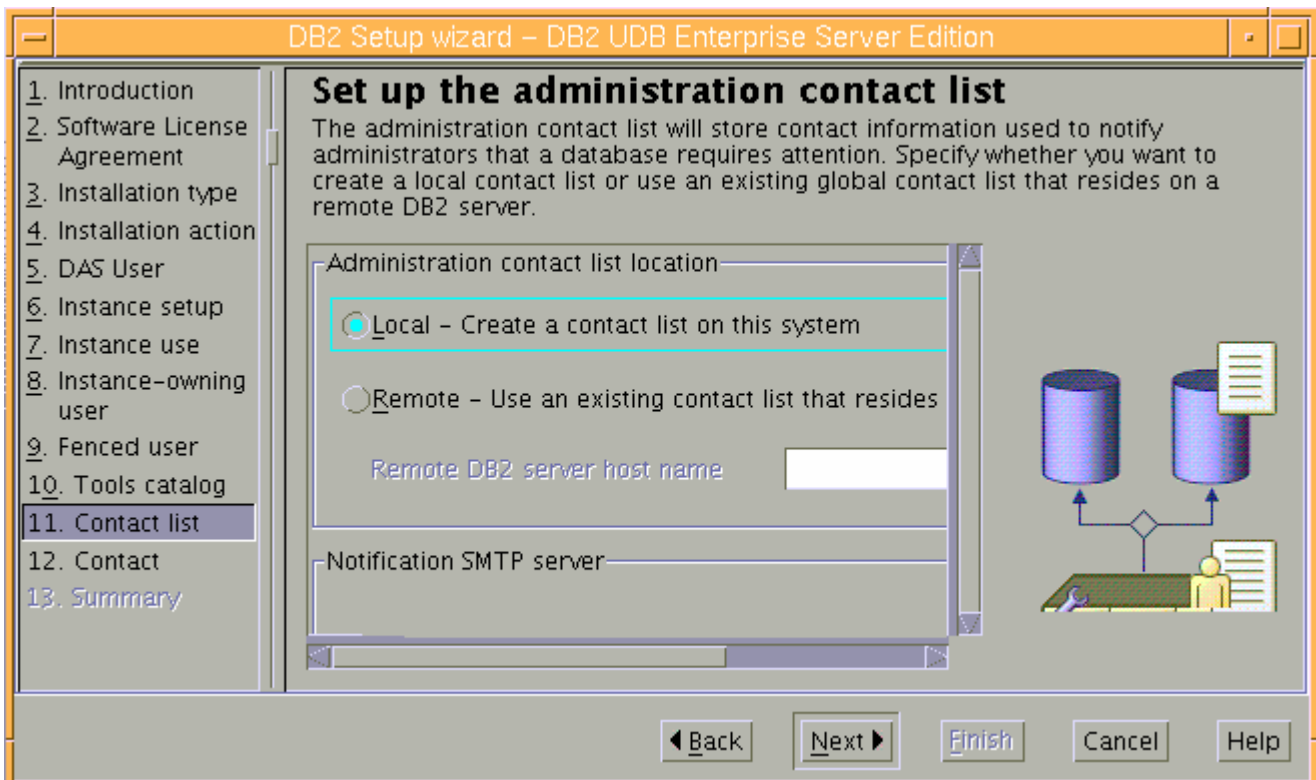 DB2 Setup wizard – DB2 UDB Enterprise Server Edition
1. Introduction
2. Software License
Agreement
3. Installation type
4. Installation action
5. DAS User
6. Instance setup
7. Instance use
8. Instance–owning
user
9. Fenced user
10. Tools catalog
11. Contact list
12. Contact
13. Summary
Set up the administration contact list
The administration contact list will store contact information used to notify
administrators that a database requires attention. Specify whether you want to
create a local contact list or use an existing global contact list that resides on a
remote DB2 server.
Administration contact list location
Local – Create a contact list on this system
Remote – Use an existing contact list that resides
Remote DB2 server host name
Notification SMTP server
Back
Next
Finish
Cancel
Help